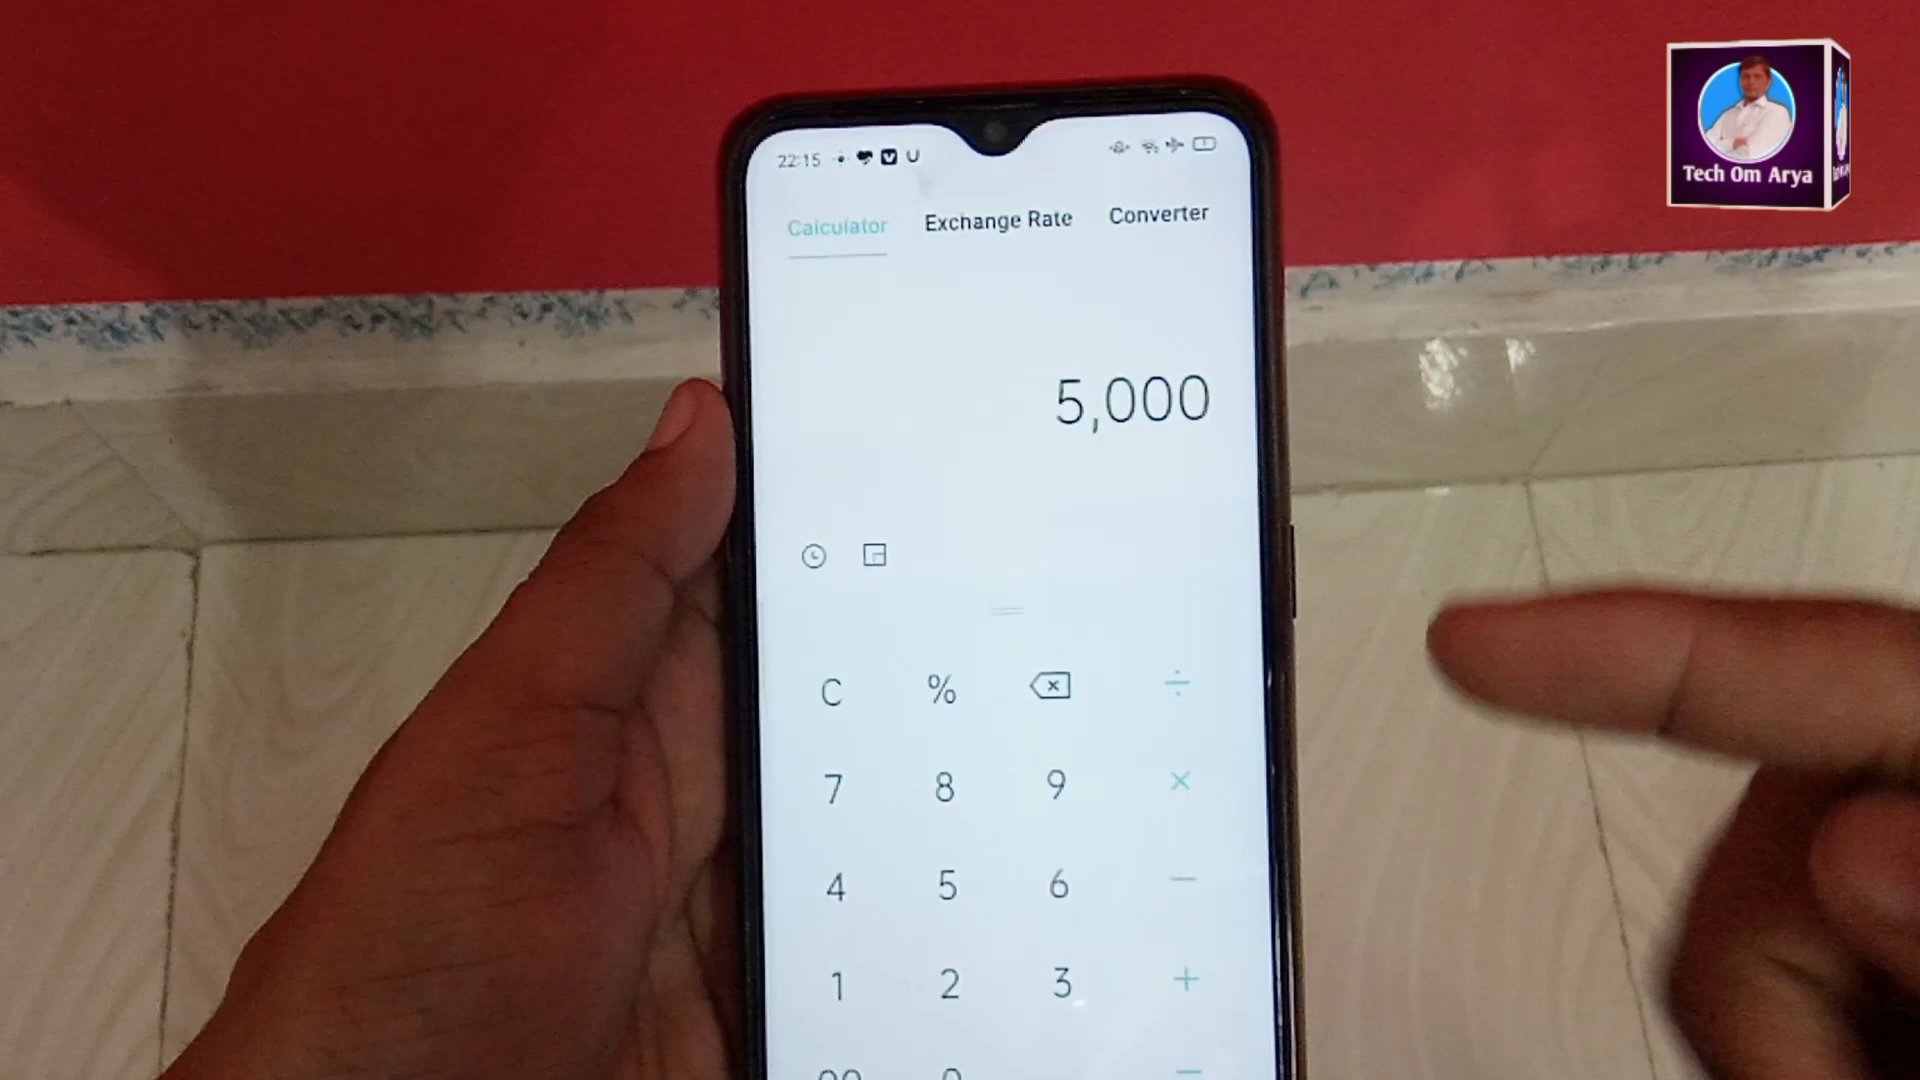 22:15
Calculator Exchange Rate Converter
5,000
C % ÷
7 8 9 ×
4 5 6 −
1 2 3 +
Tech Om Arya